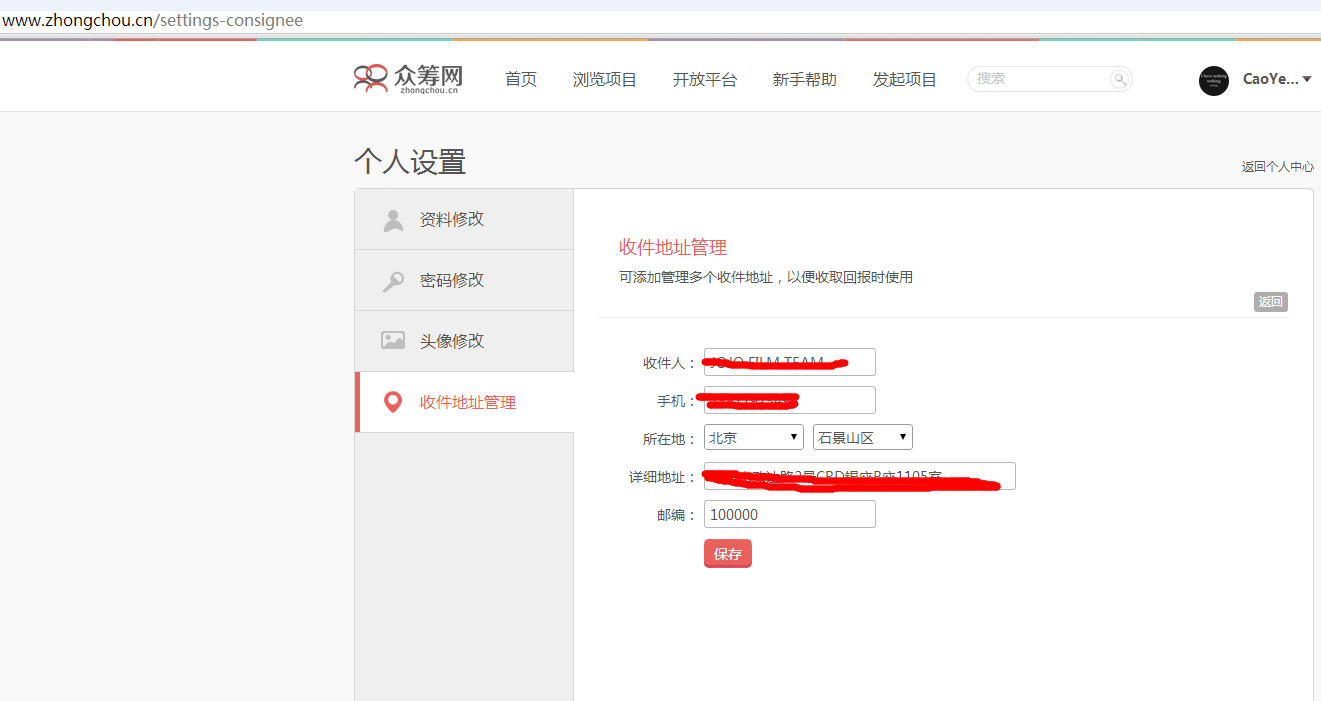 www.zhongchou.cn/settings-consignee
众筹网
zhongchou.cn
首页 浏览项目 开放平台 新手帮助 发起项目 搜索 CaoYe...
个人设置
返回个人中心
资料修改
密码修改
头像修改
收件地址管理
收件地址管理
可添加管理多个收件地址，以便收取回报时使用
返回
收件人：
手机：
所在地： 北京 石景山区
详细地址：
邮编： 100000
保存